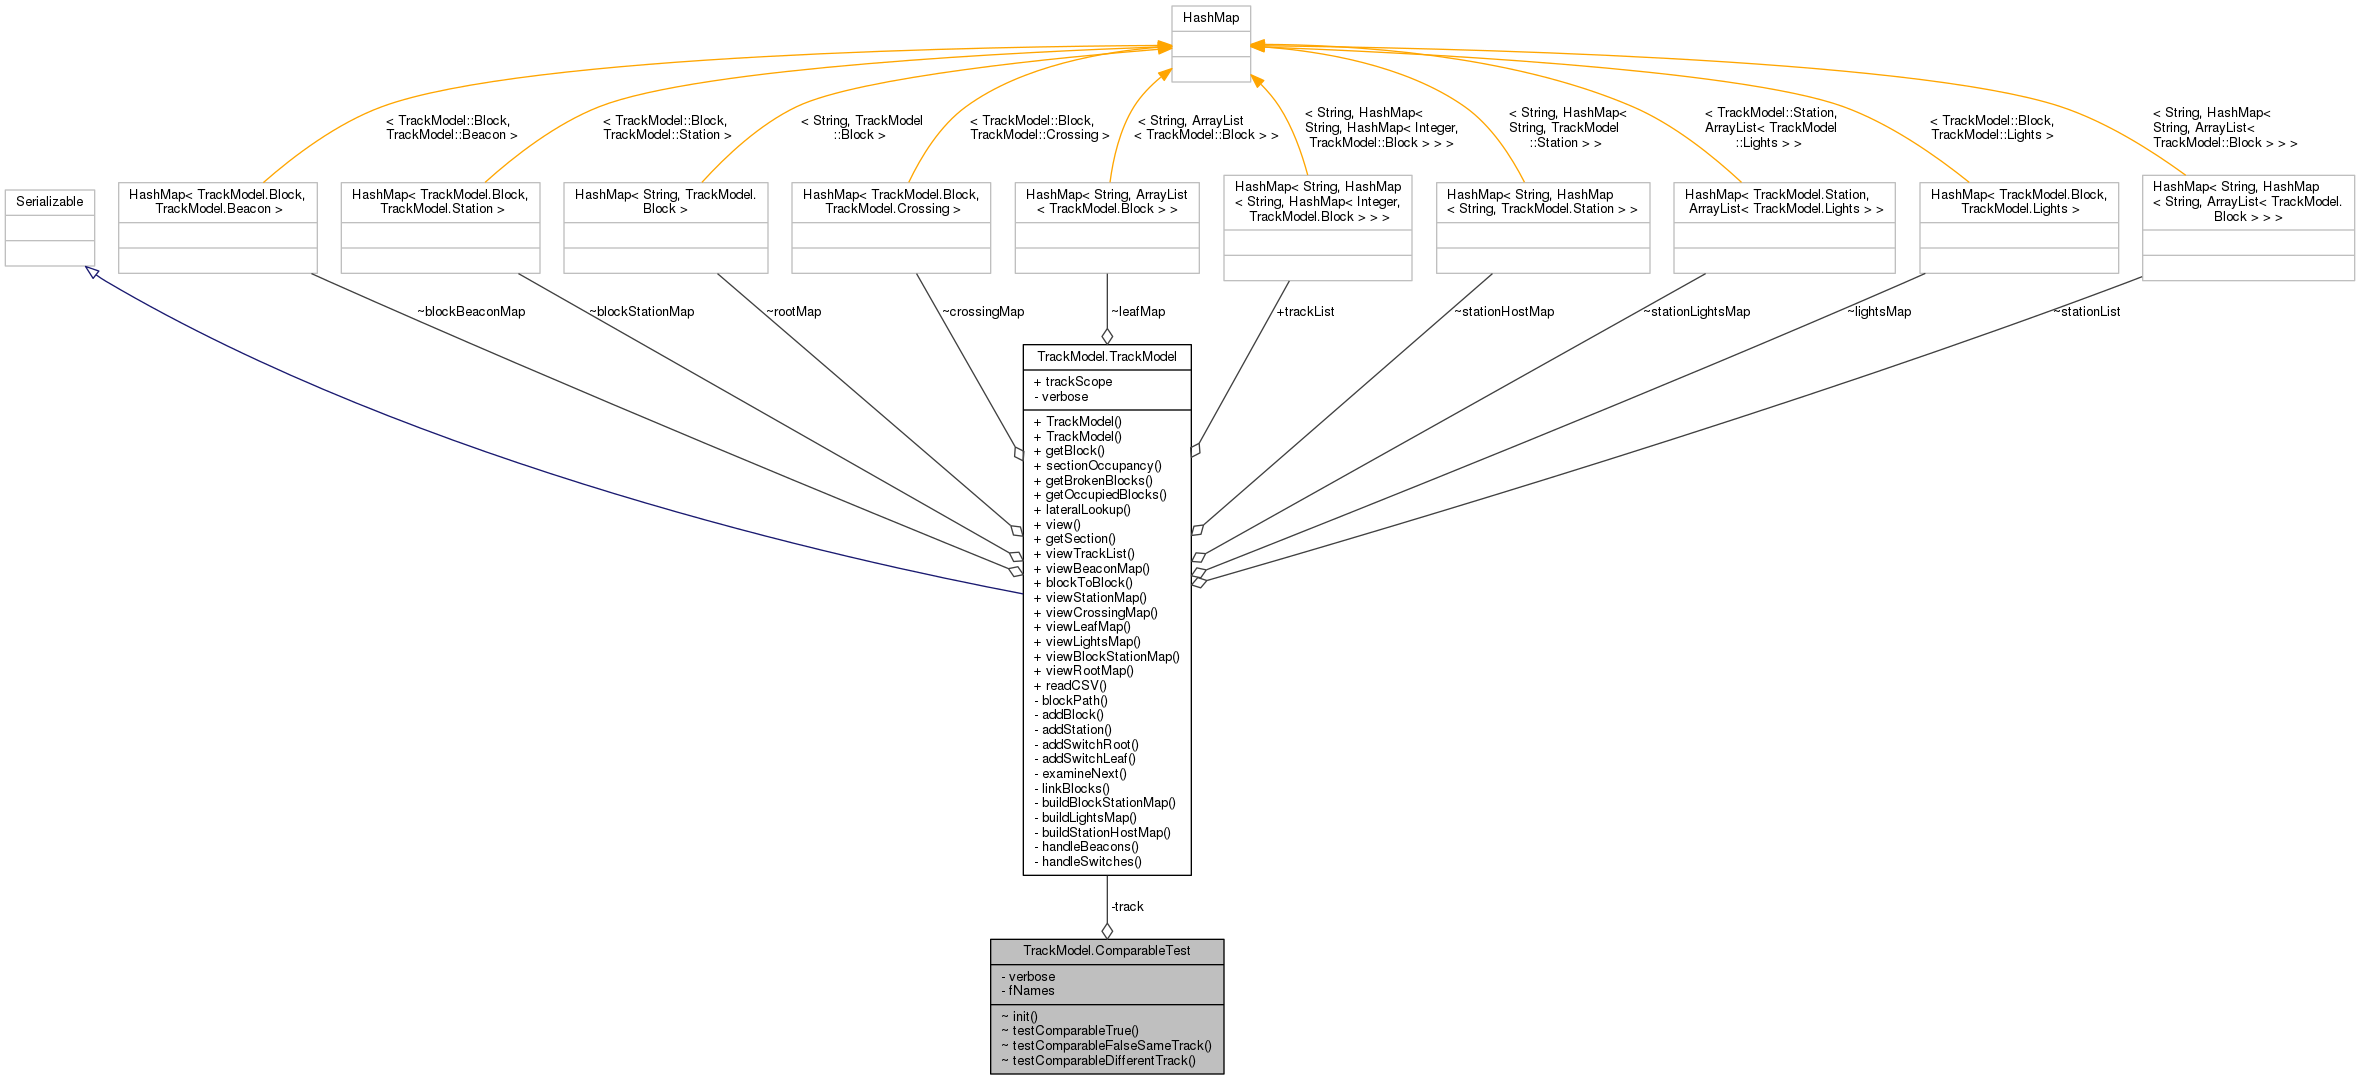 HashMap
< TrackModel::Block,
TrackModel::Beacon >
< TrackModel::Block,
TrackModel::Station >
< String, TrackModel
::Block >
< TrackModel::Block,
TrackModel::Crossing >
< String, ArrayList
< TrackModel::Block > >
< String, HashMap<
String, HashMap< Integer,
TrackModel::Block > > >
< String, HashMap<
String, TrackModel
::Station > >
< TrackModel::Station,
ArrayList< TrackModel
::Lights > >
< TrackModel::Block,
TrackModel::Lights >
< String, HashMap<
String, ArrayList<
TrackModel::Block > > >
Serializable
HashMap< TrackModel.Block,
TrackModel.Beacon >
HashMap< TrackModel.Block,
TrackModel.Station >
HashMap< String, TrackModel.
Block >
HashMap< TrackModel.Block,
TrackModel.Crossing >
HashMap< String, ArrayList
< TrackModel.Block > >
HashMap< String, HashMap
< String, HashMap< Integer,
TrackModel.Block > > >
HashMap< String, HashMap
< String, TrackModel.Station > >
HashMap< TrackModel.Station,
ArrayList< TrackModel.Lights > >
HashMap< TrackModel.Block,
TrackModel.Lights >
HashMap< String, HashMap
< String, ArrayList< TrackModel.
Block > > >
~blockBeaconMap
~blockStationMap
~rootMap
~crossingMap
~leafMap
+trackList
~stationHostMap
~stationLightsMap
~lightsMap
~stationList
TrackModel.TrackModel
+ trackScope
- verbose
+ TrackModel()
+ TrackModel()
+ getBlock()
+ sectionOccupancy()
+ getBrokenBlocks()
+ getOccupiedBlocks()
+ lateralLookup()
+ view()
+ getSection()
+ viewTrackList()
+ viewBeaconMap()
+ blockToBlock()
+ viewStationMap()
+ viewCrossingMap()
+ viewLeafMap()
+ viewLightsMap()
+ viewBlockStationMap()
+ viewRootMap()
+ readCSV()
- blockPath()
- addBlock()
- addStation()
- addSwitchRoot()
- addSwitchLeaf()
- examineNext()
- linkBlocks()
- buildBlockStationMap()
- buildLightsMap()
- buildStationHostMap()
- handleBeacons()
- handleSwitches()
-track
TrackModel.ComparableTest
- verbose
- fNames
~ init()
~ testComparableTrue()
~ testComparableFalseSameTrack()
~ testComparableDifferentTrack()